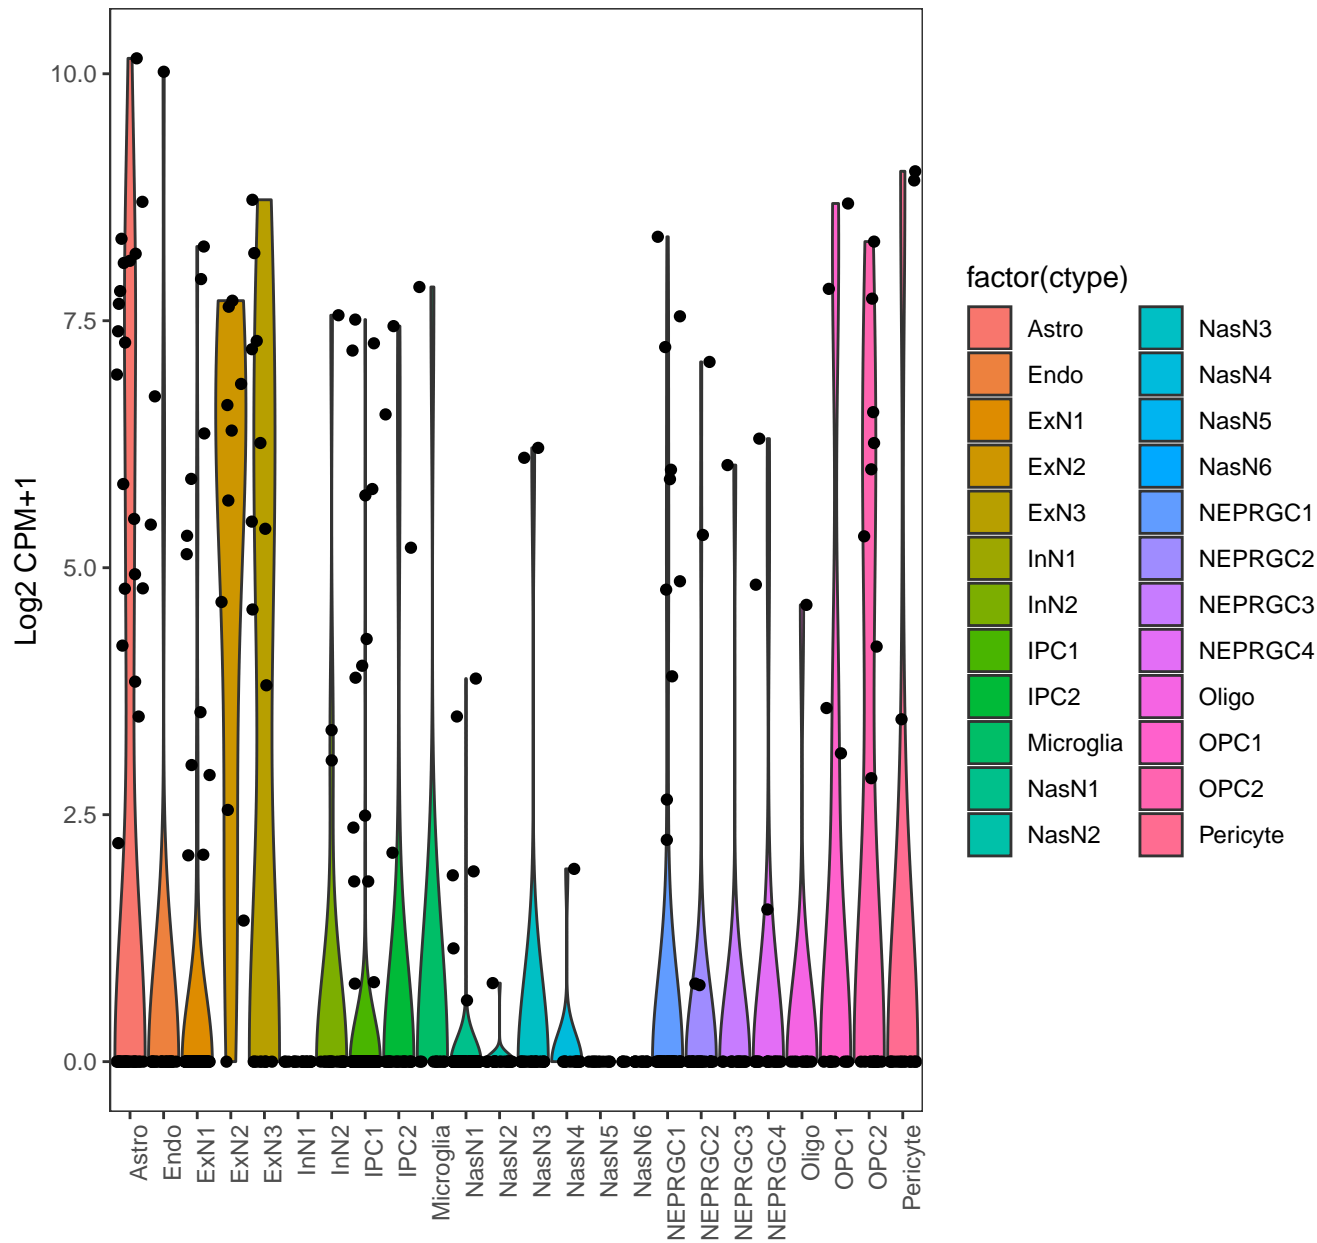 Log2 CPM+1
10.0
7.5
5.0
2.5
0.0
Astro
Endo
ExN1
ExN2
ExN3
InN1
InN2
IPC1
IPC2
Microglia
NasN1
NasN2
NasN3
NasN4
NasN5
NasN6
NEPRGC1
NEPRGC2
NEPRGC3
NEPRGC4
Oligo
OPC1
OPC2
Pericyte
factor(ctype)
Astro
Endo
ExN1
ExN2
ExN3
InN1
InN2
IPC1
IPC2
Microglia
NasN1
NasN2
NasN3
NasN4
NasN5
NasN6
NEPRGC1
NEPRGC2
NEPRGC3
NEPRGC4
Oligo
OPC1
OPC2
Pericyte